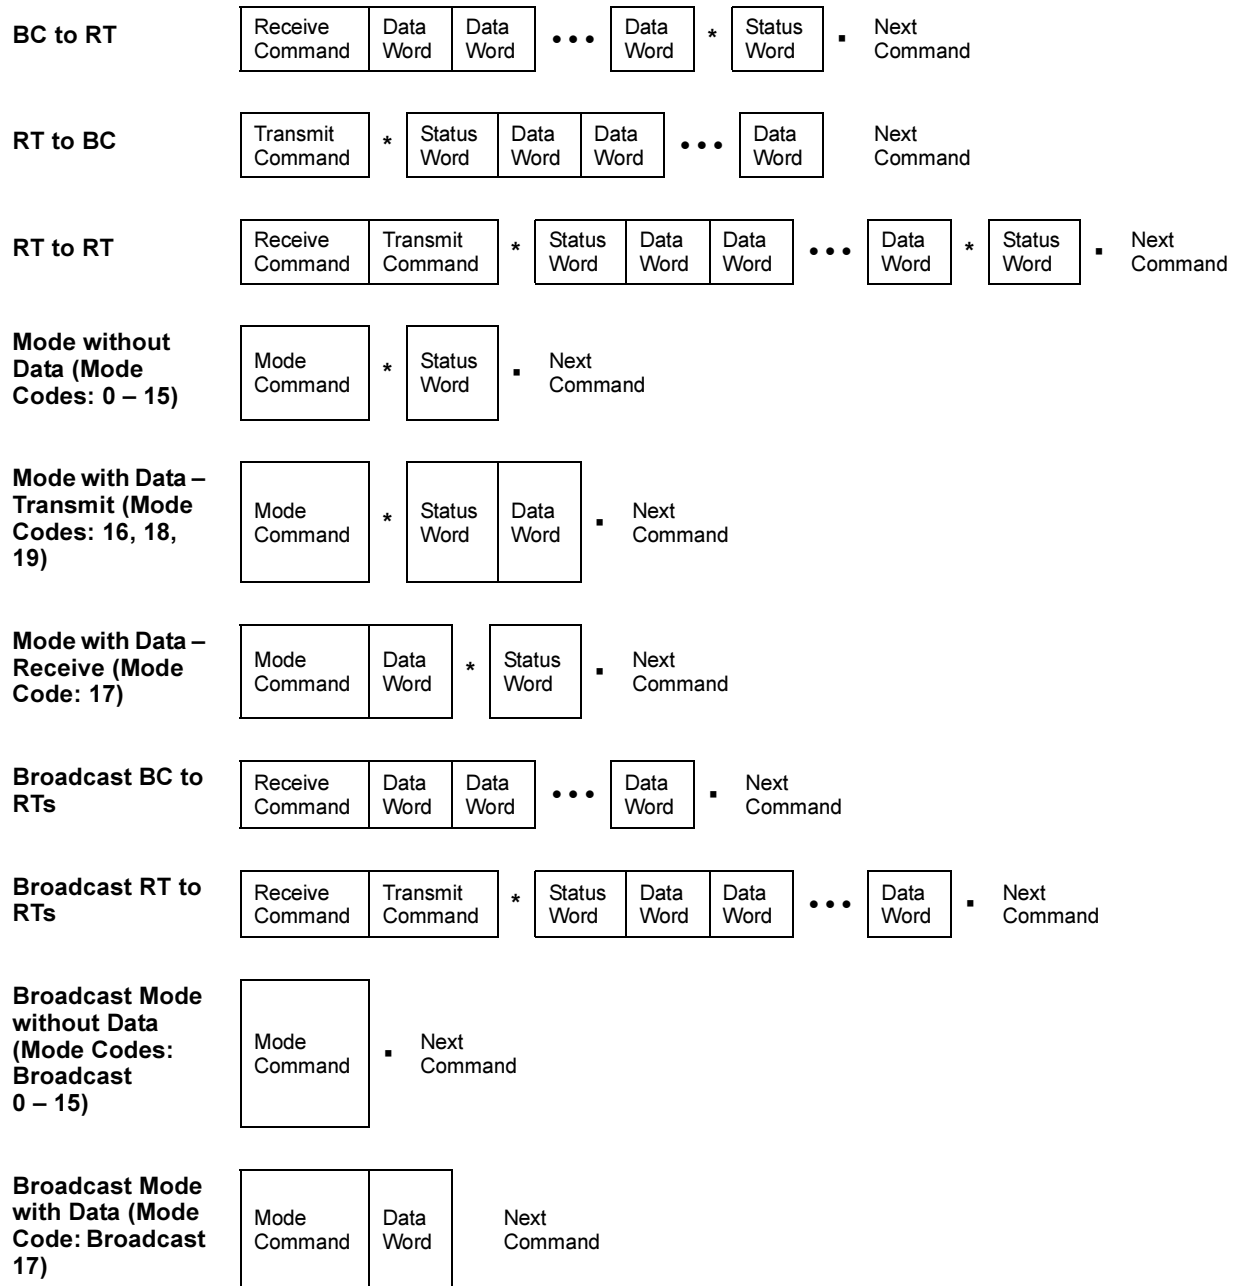 BC to RT
Receive Command
Data Word
Data Word
• • •
Data Word
*
Status Word
▪
Next Command
RT to BC
Transmit Command
*
Status Word
Data Word
Data Word
• • •
Data Word
Next Command
RT to RT
Receive Command
Transmit Command
*
Status Word
Data Word
Data Word
• • •
Data Word
*
Status Word
▪
Next Command
Mode without
Data (Mode
Codes: 0 – 15)
Mode Command
*
Status Word
▪
Next Command
Mode with Data –
Transmit (Mode
Codes: 16, 18,
19)
Mode Command
*
Status Word
Data Word
▪
Next Command
Mode with Data –
Receive (Mode
Code: 17)
Mode Command
Data Word
*
Status Word
▪
Next Command
Broadcast BC to
RTs
Receive Command
Data Word
Data Word
• • •
Data Word
▪
Next Command
Broadcast RT to
RTs
Receive Command
Transmit Command
*
Status Word
Data Word
Data Word
• • •
Data Word
▪
Next Command
Broadcast Mode
without Data
(Mode Codes:
Broadcast
0 – 15)
Mode Command
▪
Next Command
Broadcast Mode
with Data (Mode
Code: Broadcast
17)
Mode Command
Data Word
Next Command